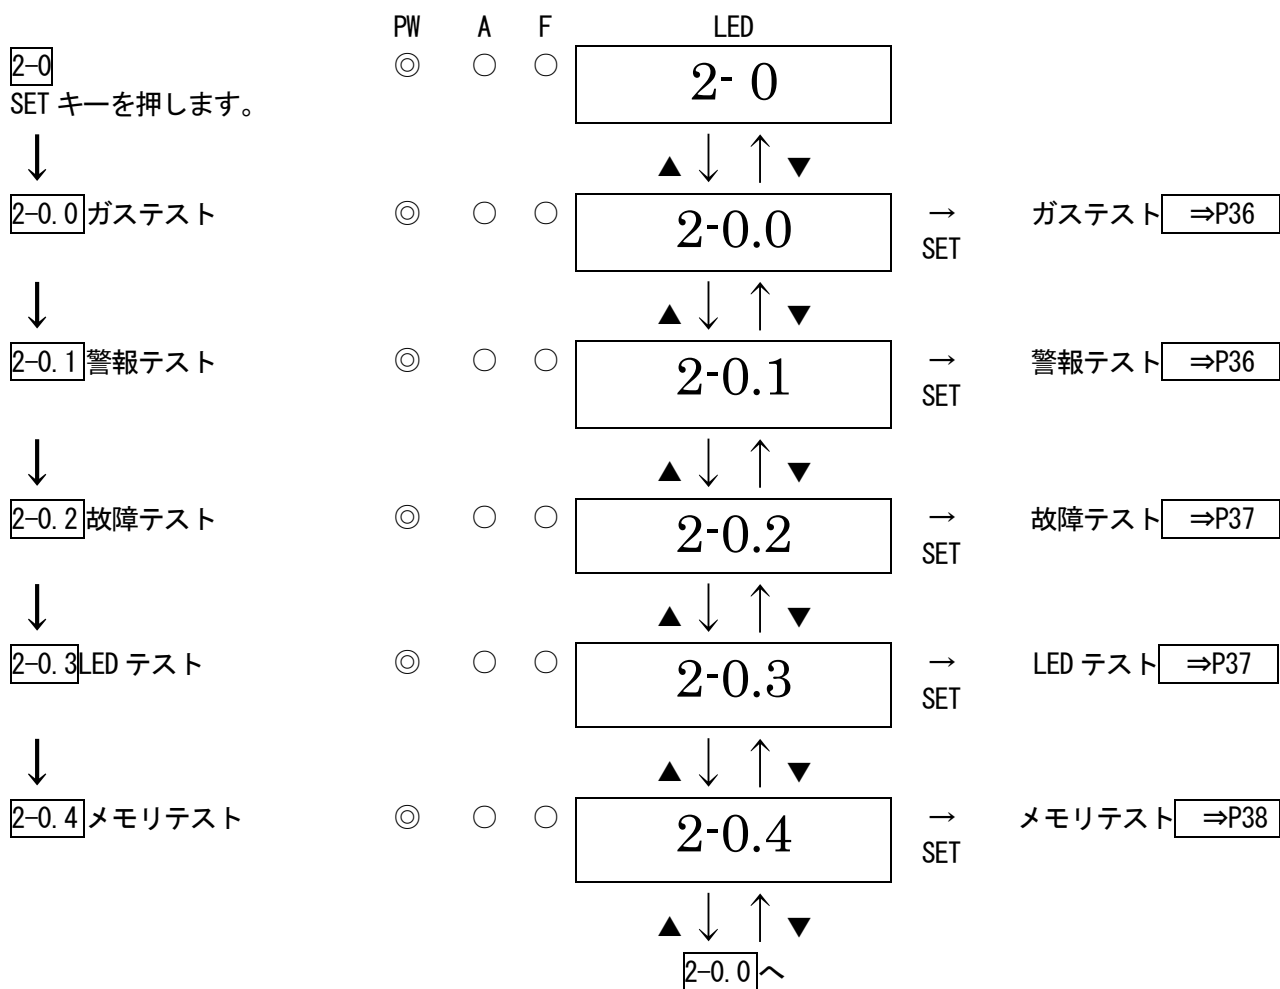 PW A F LED
2-0 ◎ ○ ○ 2- 0
SET キーを押します。
↓ ▲ ↓ ↑ ▼
2-0.0 ガステスト ◎ ○ ○ 2-0.0 → ガステスト ⇒P36
SET
↓ ▲ ↓ ↑ ▼
2-0.1 警報テスト ◎ ○ ○ 2-0.1 → 警報テスト ⇒P36
SET
↓ ▲ ↓ ↑ ▼
2-0.2 故障テスト ◎ ○ ○ 2-0.2 → 故障テスト ⇒P37
SET
↓ ▲ ↓ ↑ ▼
2-0.3 LED テスト ◎ ○ ○ 2-0.3 → LED テスト ⇒P37
SET
↓ ▲ ↓ ↑ ▼
2-0.4 メモリテスト ◎ ○ ○ 2-0.4 → メモリテスト ⇒P38
SET
▲ ↓ ↑ ▼
2-0.0 へ